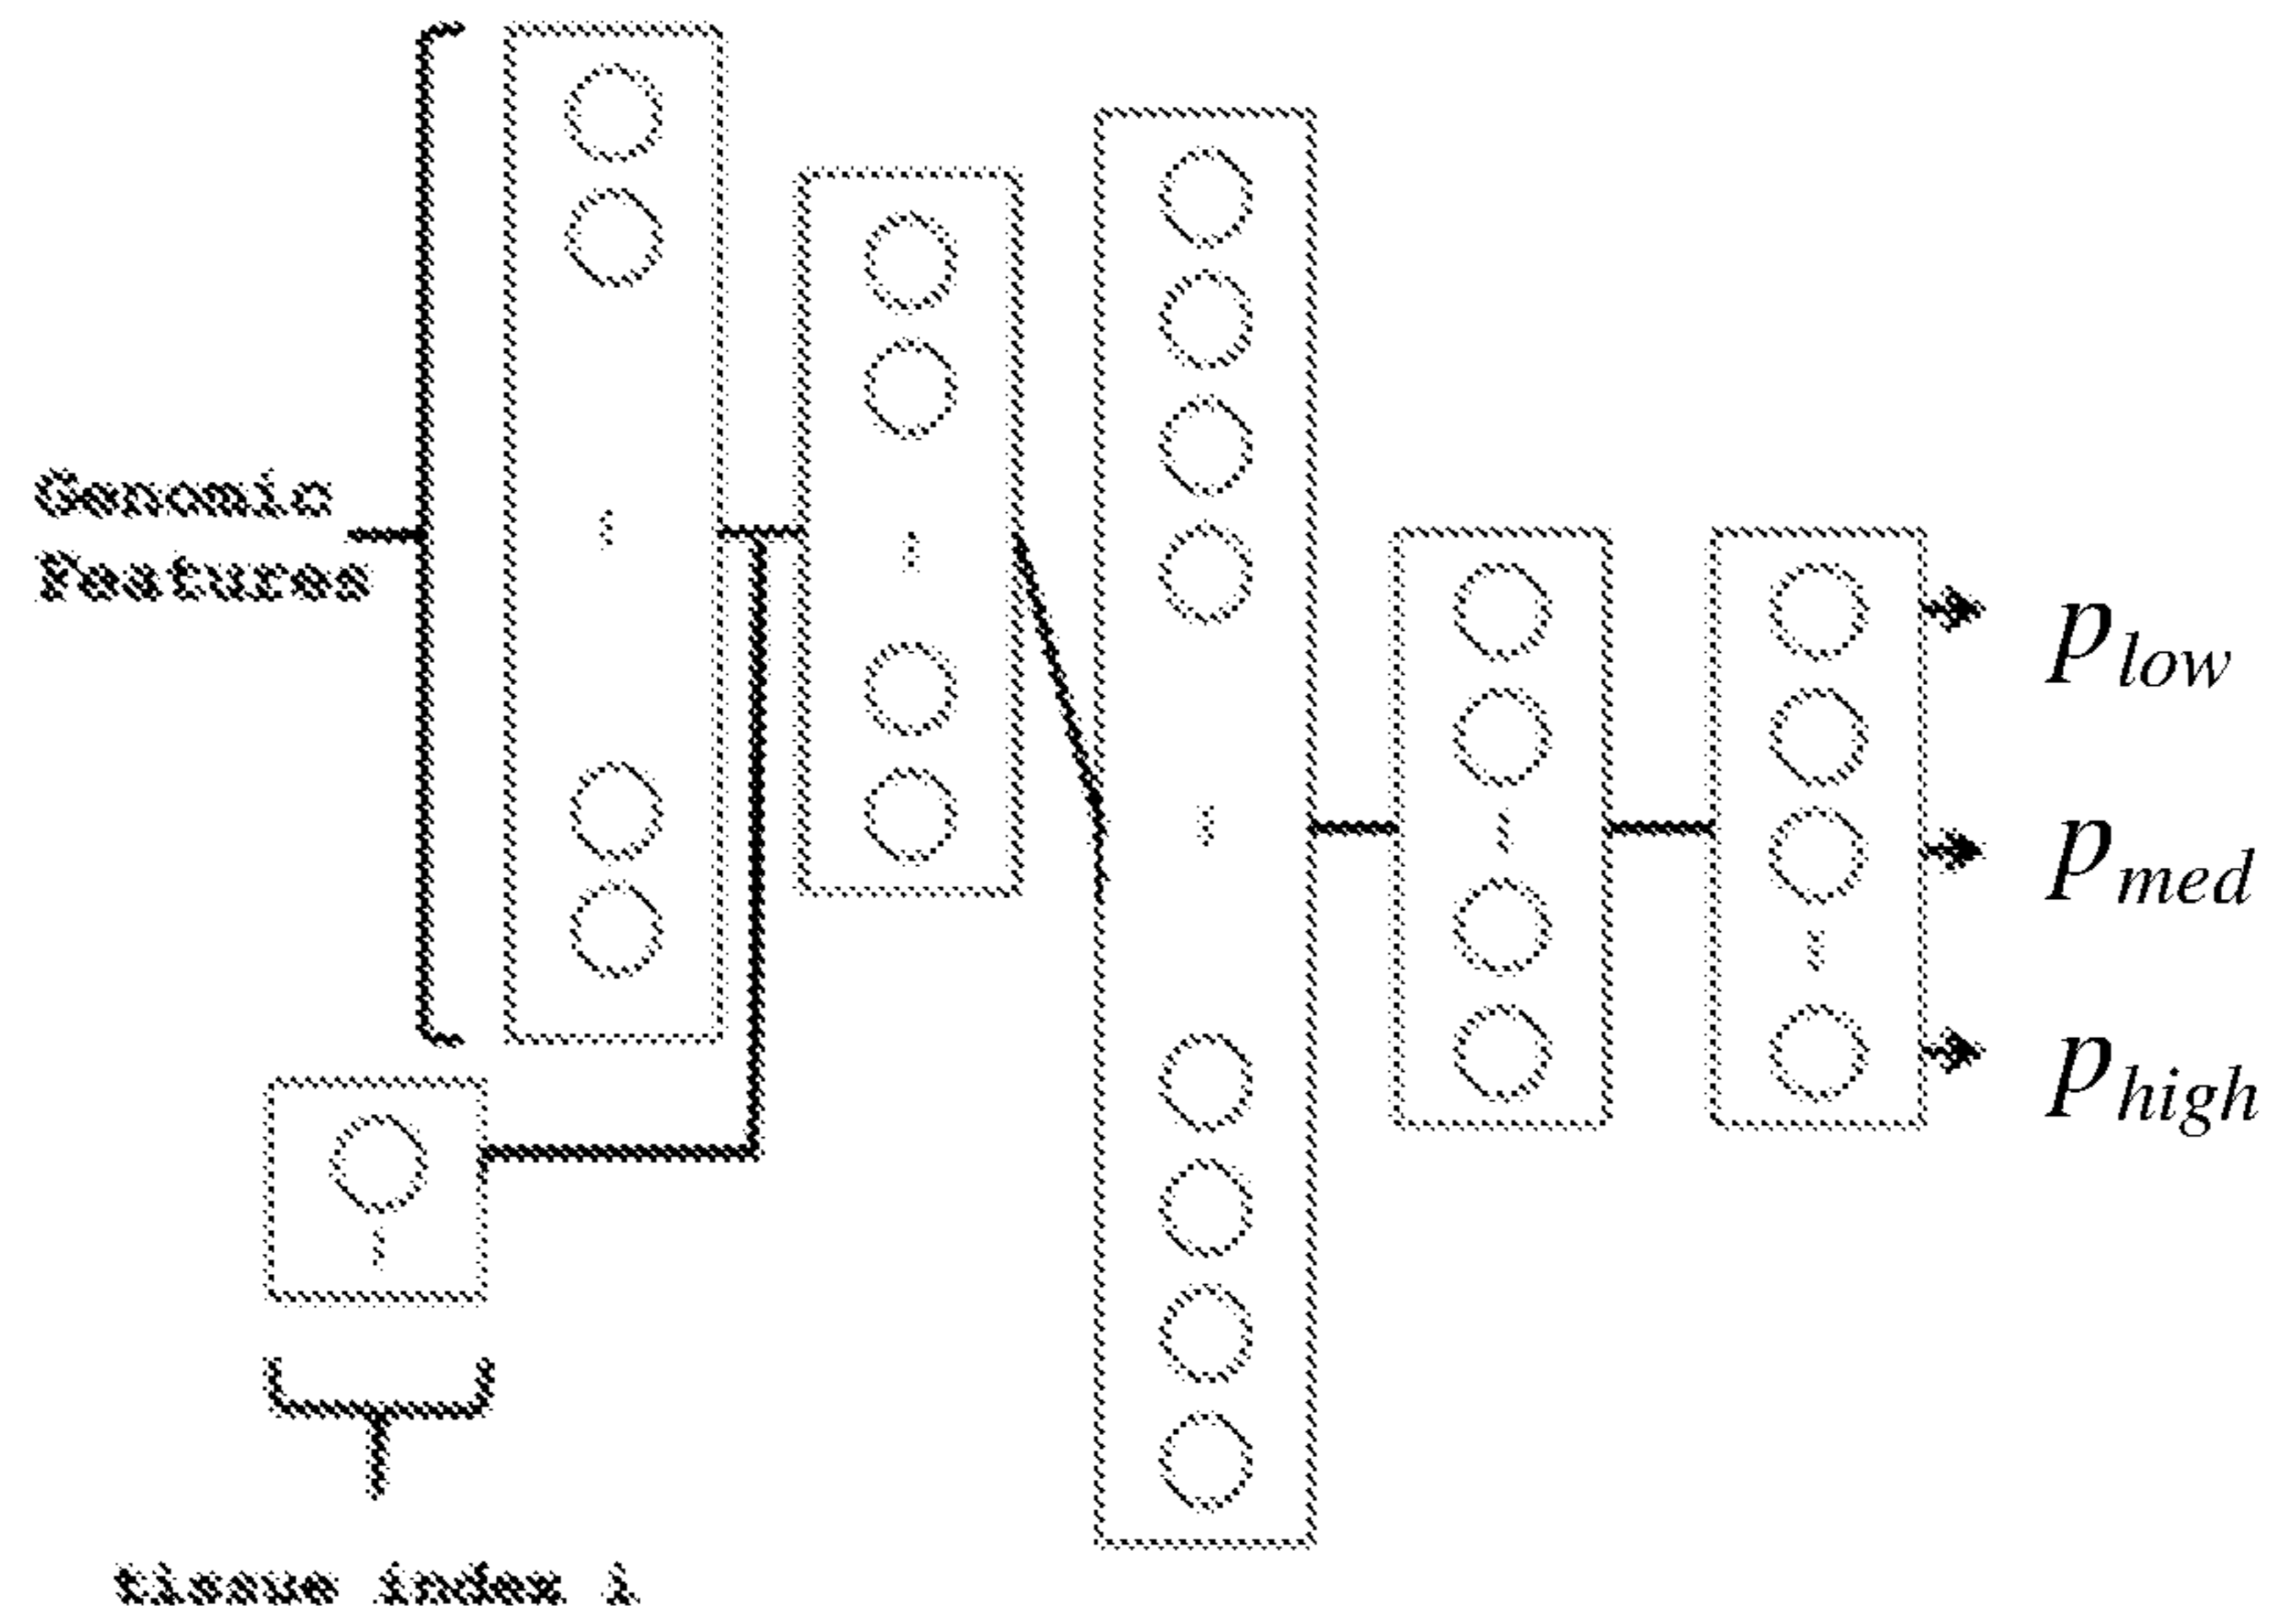 Genomic
Features
p_low
p_med
p_high
tissue index i